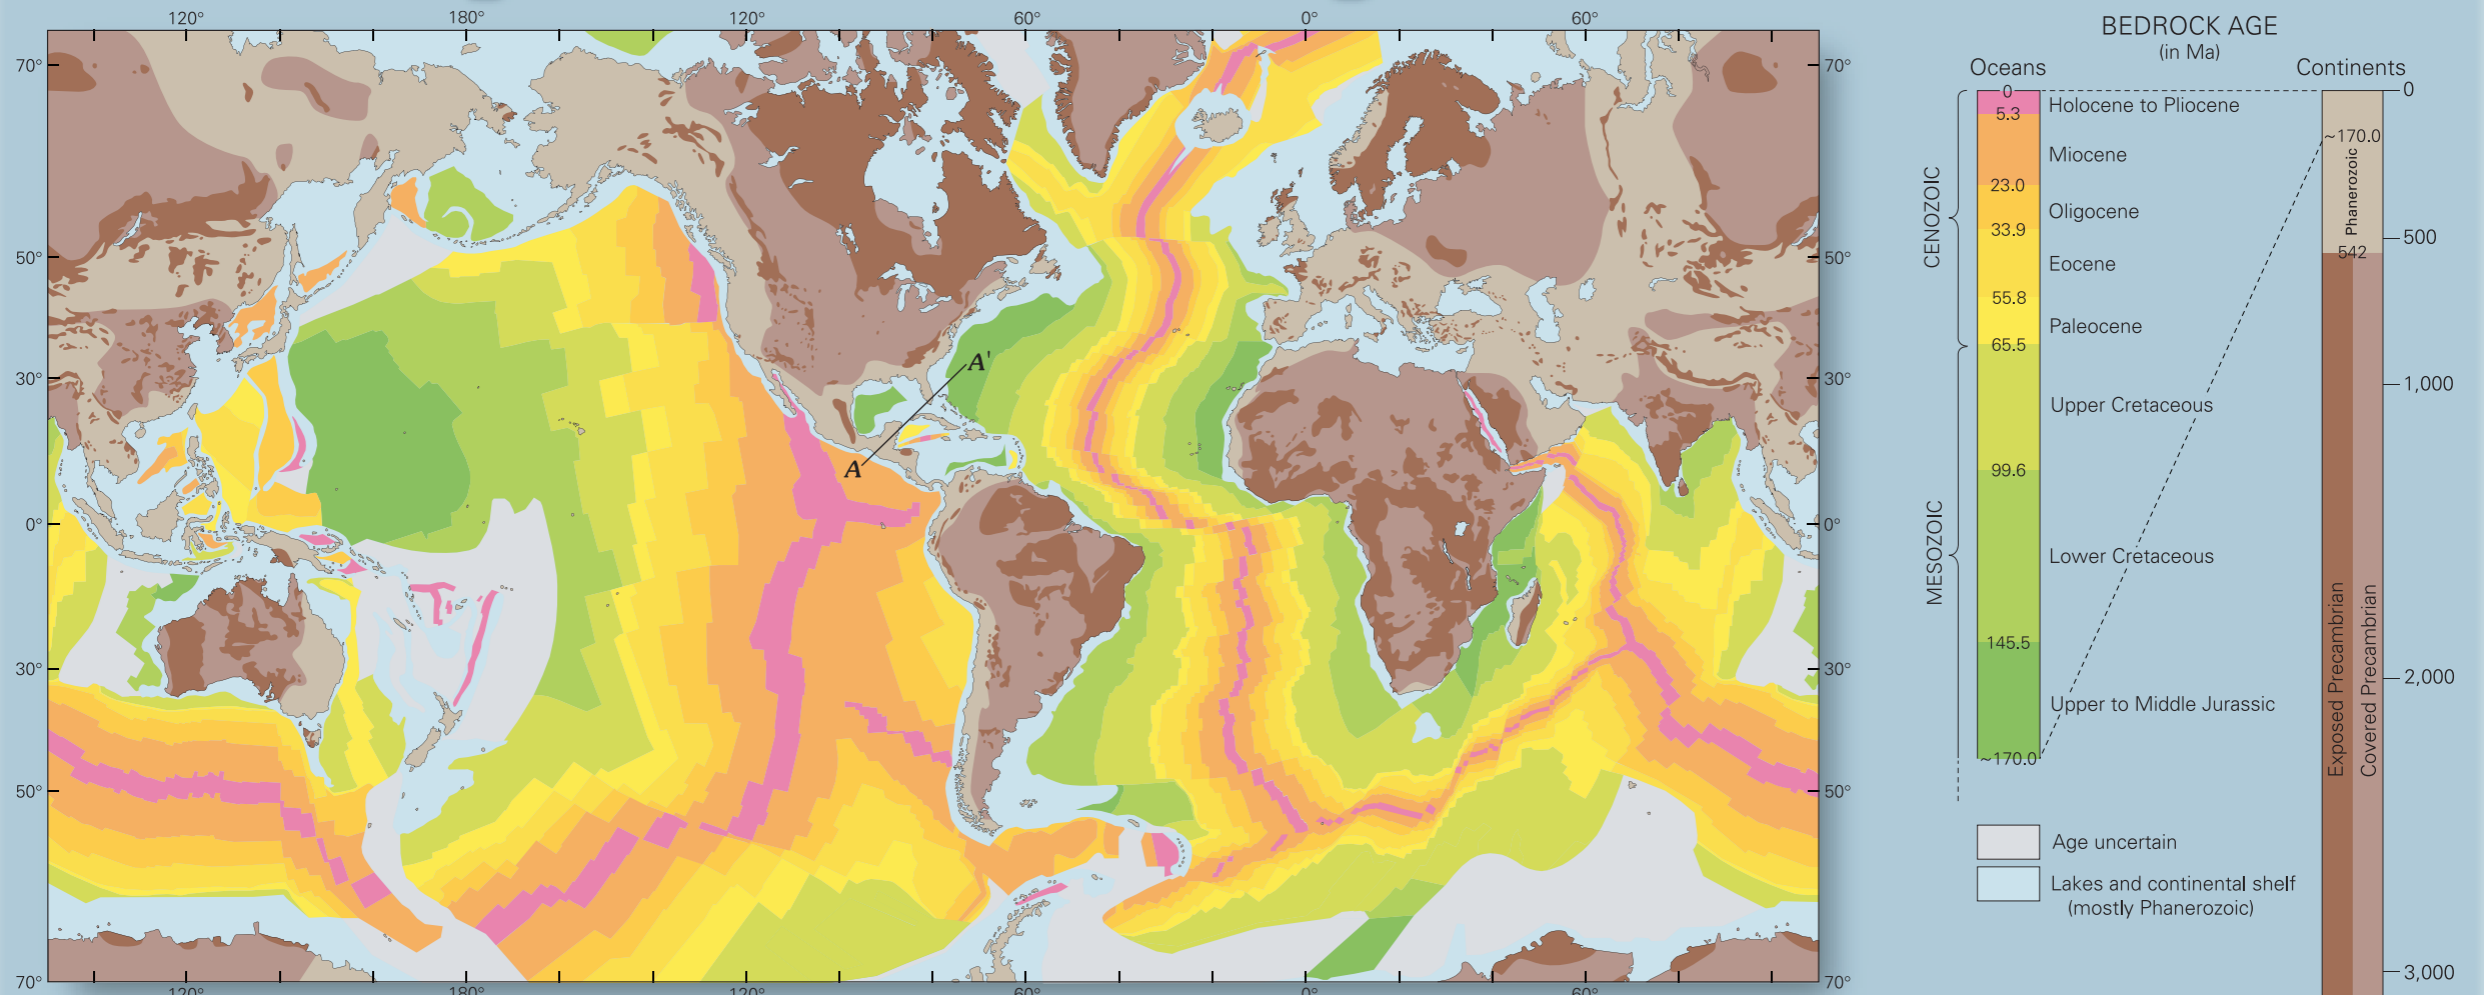 120°
180°
120°
60°
0°
60°
70°
50°
30°
0°
30°
50°
70°
70°
50°
30°
0°
30°
50°
70°
A'
A
120°
180°
120°
60°
0°
60°
BEDROCK AGE
(in Ma)
Oceans
Continents
CENOZOIC
MESOZOIC
0
Holocene to Pliocene
5.3
Miocene
23.0
Oligocene
33.9
Eocene
55.8
Paleocene
65.5
Upper Cretaceous
99.6
Lower Cretaceous
145.5
Upper to Middle Jurassic
~170.0
Age uncertain
Lakes and continental shelf
(mostly Phanerozoic)
0
~170.0
Phanerozoic
500
542
1,000
Exposed Precambrian
Covered Precambrian
2,000
3,000